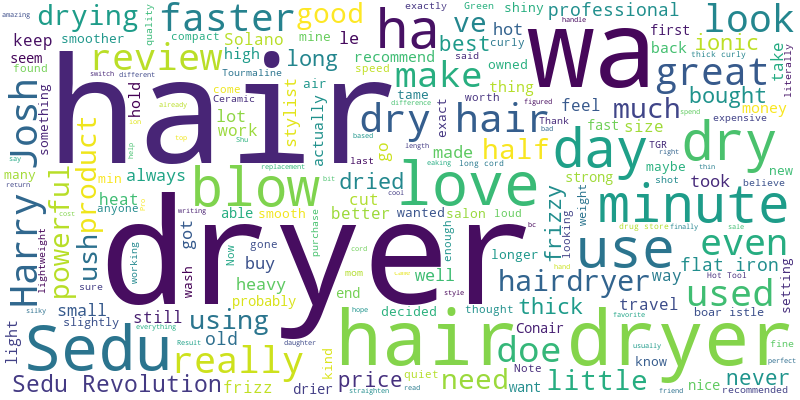 hair
dryer
wa
hair dryer
love
blow
minute
day
dry
use
Sedu
ha
dry hair
doe
really
faster
look
great
even
little
Harry Josh
review
make
good
much
half
used
need
using
powerful
product
hairdryer
drying
long
ve
best
ionic
professional
bought
Solano
ush
Sedu Revolution
price
thick
flat iron
never
frizzy
travel
dried
stylist
always
heat
small
still
old
got
buy
heavy
well
better
work
lot
high
keep
seem
smoother
something
hold
light
many
min
anyone
lightweight
slightly
probably
frizz
drier
kind
end
decided
thought
want
Conair
Note
know
nice
way
took
maybe
TGR
new
strong
size
fast
money
take
back
first
hot
recommend
owned
thing
feel
tame
worth
exact
curly
air
actually
cut
go
made
last
able
smooth
wanted
salon
loud
longer
enough
purchase
gone
wash
Now
working
sure
le
mine
compact
quality
amazing
found
Tourmaline
Ceramic
come
speed
exactly
said
Green
shiny
thick curly
expensive
literally
setting
looking
weight
boar istle
drug store
Hot Tool
recommended
fine
perfect
favorite
usually
friend
finally
sale
shot
believe
right
thin
Thank
bad
figured
difference
handle
switch
different
already
based
help
Shu
top
ion
replacement
bit
length
eaking
long cord
cool
cord
mom
bc
writing
style
hope
daughter
quiet
read
straighten
everything
Result
cost
silky
return
say
spend
hand
Pro